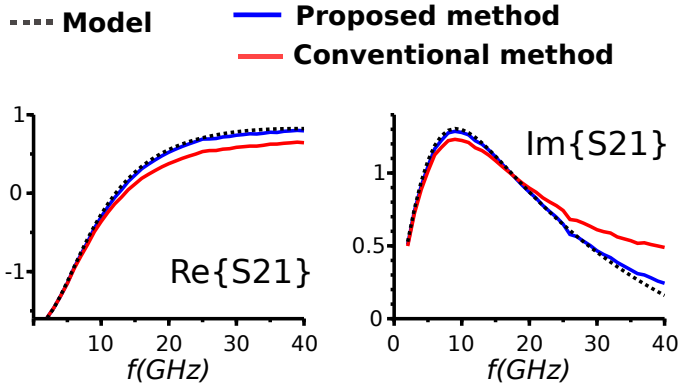 Model
Proposed method
Conventional method
1
0
-1
Re{S21}
10 20 30 40
f(GHz)
1
0.5
0
Im{S21}
0 10 20 30 40
f(GHz)